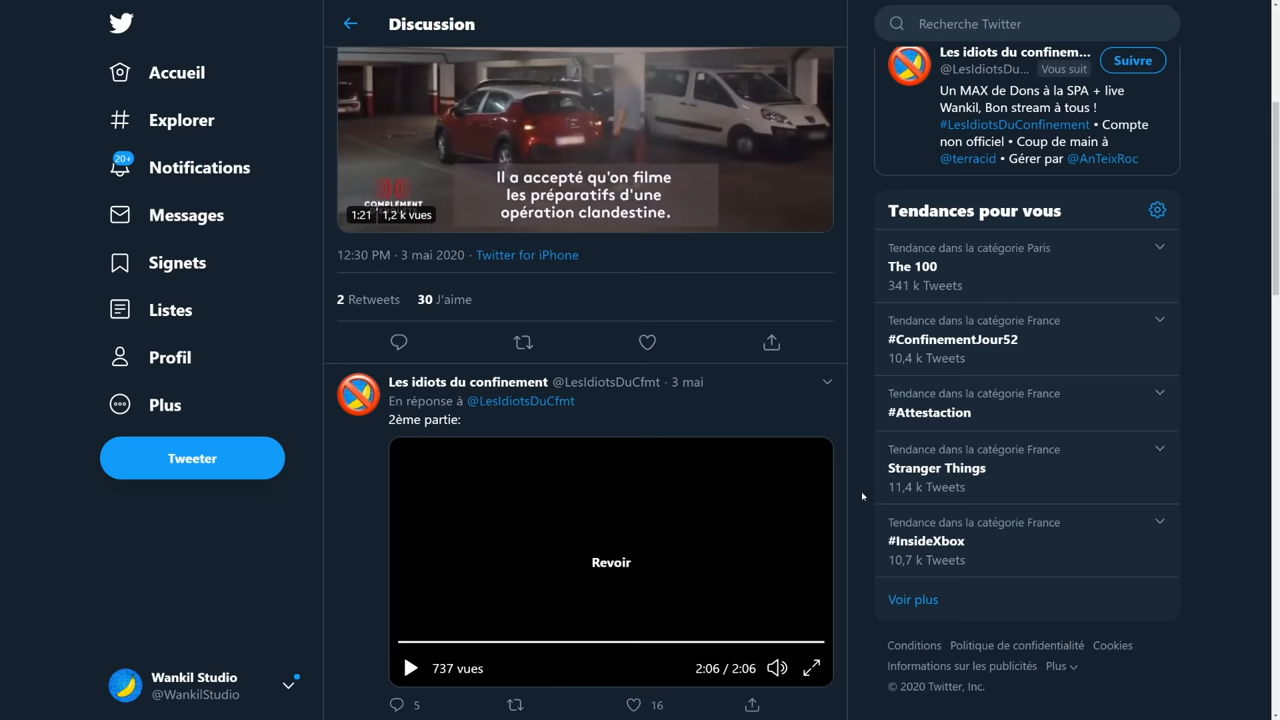 Accueil
Explorer
20+
Notifications
Messages
Signets
Listes
Profil
Plus
Tweeter
Wankil Studio
@WankilStudio
Discussion
Il a accepté qu'on filme
les préparatifs d'une
opération clandestine.
COMPLEMENT
1:21 1,2 k vues
12:30 PM · 3 mai 2020 · Twitter for iPhone
2 Retweets 30 J'aime
Les idiots du confinement @LesIdiotsDuCfmt · 3 mai
En réponse à @LesIdiotsDuCfmt
2ème partie:
Revoir
737 vues
2:06 / 2:06
5
16
Recherche Twitter
Les idiots du confinem...
@LesIdiotsDu... Vous suit
Suivre
Un MAX de Dons à la SPA + live
Wankil, Bon stream à tous !
#LesIdiotsDuConfinement • Compte
non officiel • Coup de main à
@terracid • Gérer par @AnTeixRoc
Tendances pour vous
Tendance dans la catégorie Paris
The 100
341 k Tweets
Tendance dans la catégorie France
#ConfinementJour52
10,4 k Tweets
Tendance dans la catégorie France
#Attestaction
Tendance dans la catégorie France
Stranger Things
11,4 k Tweets
Tendance dans la catégorie France
#InsideXbox
10,7 k Tweets
Voir plus
Conditions Politique de confidentialité Cookies
Informations sur les publicités Plus
© 2020 Twitter, Inc.